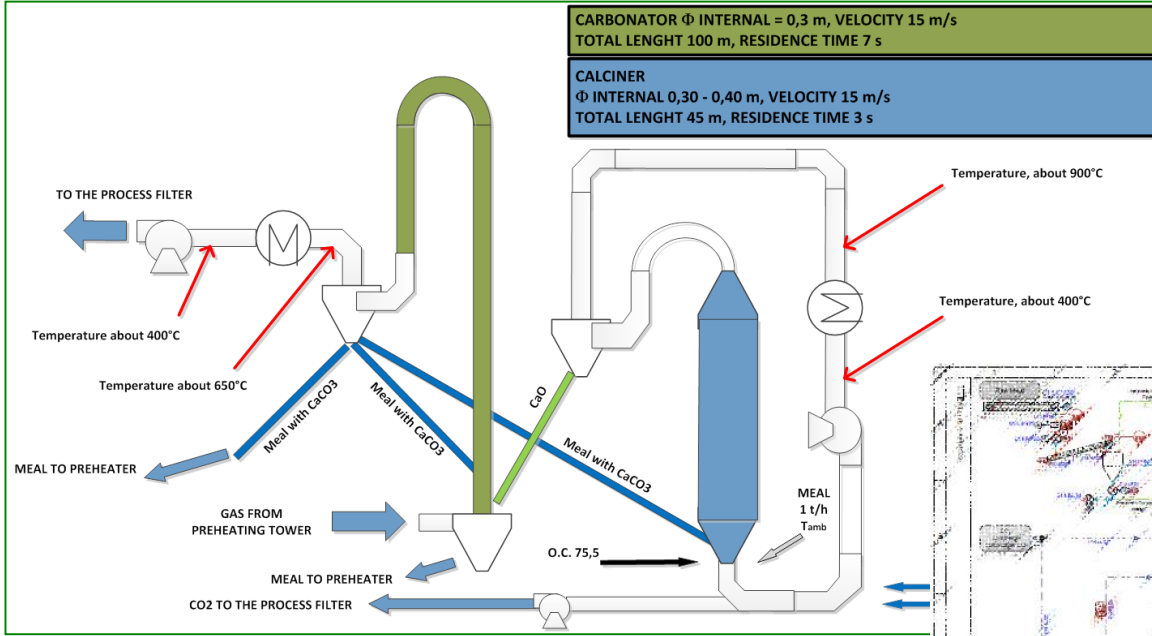 CARBONATOR Φ INTERNAL = 0,3 m, VELOCITY 15 m/s
TOTAL LENGHT 100 m, RESIDENCE TIME 7 s
CALCINER
Φ INTERNAL 0,30 - 0,40 m, VELOCITY 15 m/s
TOTAL LENGHT 45 m, RESIDENCE TIME 3 s
Temperature, about 900°C
TO THE PROCESS FILTER
Temperature, about 400°C
Temperature about 400°C
Temperature about 650°C
Meal with CaCO3
Meal with CaCO3
CaO
Meal with CaCO3
MEAL TO PREHEATER
GAS FROM
PREHEATING TOWER
MEAL
1 t/h
Tamb
O.C. 75,5
MEAL TO PREHEATER
CO2 TO THE PROCESS FILTER